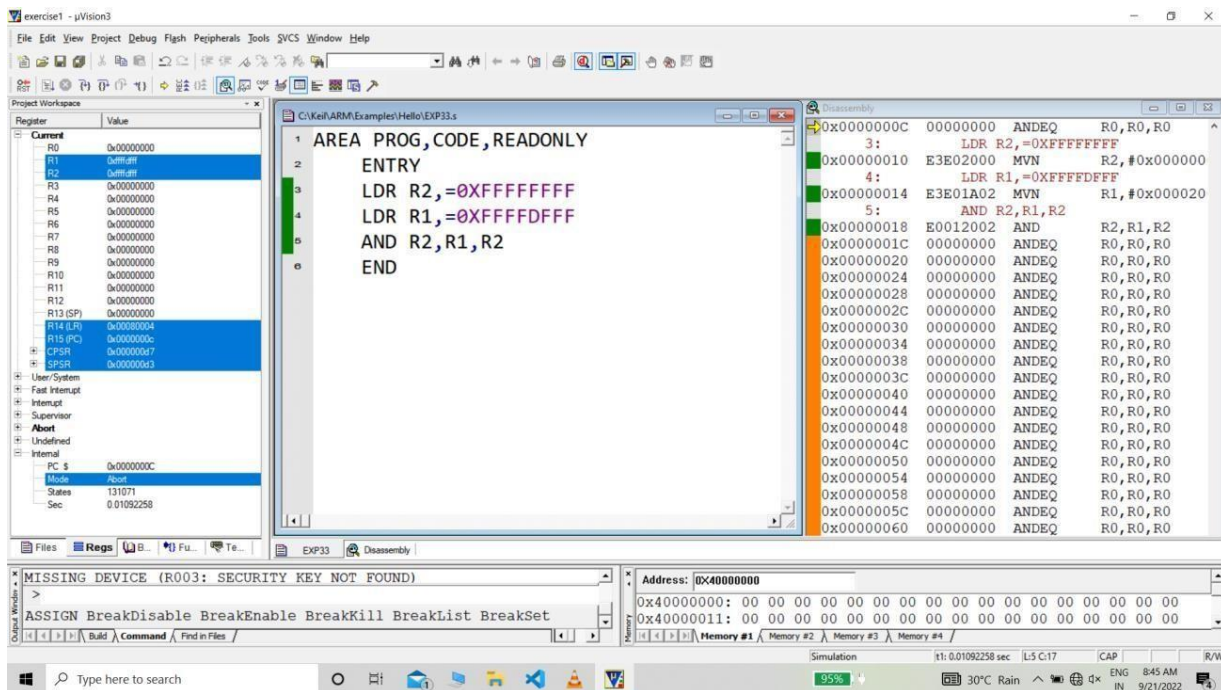 exercise1 - µVision3
File Edit View Project Debug Flash Peripherals Tools SVCS Window Help
Project Workspace
Register Value
Current
R0 0x00000000
R1 0xffffdfff
R2 0xffffdfff
R3 0x00000000
R4 0x00000000
R5 0x00000000
R6 0x00000000
R7 0x00000000
R8 0x00000000
R9 0x00000000
R10 0x00000000
R11 0x00000000
R12 0x00000000
R13 (SP) 0x00000000
R14 (LR) 0x00080004
R15 (PC) 0x0000000c
CPSR 0x000000d7
SPSR 0x000000d3
User/System
Fast Interrupt
Interrupt
Supervisor
Abort
Undefined
Internal
PC $ 0x0000000C
Mode Abort
States 131071
Sec 0.01092258
Files Regs B... Fu... Te...
C:\Keil\ARM\Examples\Hello\EXP33.s
1 AREA PROG,CODE,READONLY
2 ENTRY
3 LDR R2,=0XFFFFFFFF
4 LDR R1,=0XFFFFDFFF
5 AND R2,R1,R2
6 END
EXP33 Disassembly
Disassembly
0x0000000C 00000000 ANDEQ R0,R0,R0
3: LDR R2,=0XFFFFFFFF
0x00000010 E3E02000 MVN R2,#0x000000
4: LDR R1,=0XFFFFDFFF
0x00000014 E3E01A02 MVN R1,#0x000020
5: AND R2,R1,R2
0x00000018 E0012002 AND R2,R1,R2
0x0000001C 00000000 ANDEQ R0,R0,R0
0x00000020 00000000 ANDEQ R0,R0,R0
0x00000024 00000000 ANDEQ R0,R0,R0
0x00000028 00000000 ANDEQ R0,R0,R0
0x0000002C 00000000 ANDEQ R0,R0,R0
0x00000030 00000000 ANDEQ R0,R0,R0
0x00000034 00000000 ANDEQ R0,R0,R0
0x00000038 00000000 ANDEQ R0,R0,R0
0x0000003C 00000000 ANDEQ R0,R0,R0
0x00000040 00000000 ANDEQ R0,R0,R0
0x00000044 00000000 ANDEQ R0,R0,R0
0x00000048 00000000 ANDEQ R0,R0,R0
0x0000004C 00000000 ANDEQ R0,R0,R0
0x00000050 00000000 ANDEQ R0,R0,R0
0x00000054 00000000 ANDEQ R0,R0,R0
0x00000058 00000000 ANDEQ R0,R0,R0
0x0000005C 00000000 ANDEQ R0,R0,R0
0x00000060 00000000 ANDEQ R0,R0,R0
Output Window
MISSING DEVICE (R003: SECURITY KEY NOT FOUND)
>
ASSIGN BreakDisable BreakEnable BreakKill BreakList BreakSet
Build Command Find in Files
Memory
Address: 0X40000000
0x40000000: 00 00 00 00 00 00 00 00 00 00 00 00 00 00 00 00 00
0x40000011: 00 00 00 00 00 00 00 00 00 00 00 00 00 00 00 00 00
Memory #1 Memory #2 Memory #3 Memory #4
Simulation t1: 0.01092258 sec L:5 C:17 CAP R/W
Type here to search
95% 30°C Rain ENG IN 8:45 AM 9/21/2022